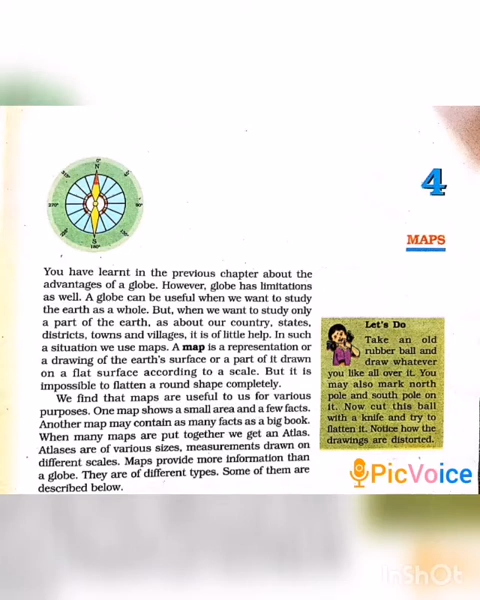 0°
N
270°
90°
S
180°
4
MAPS
You have learnt in the previous chapter about the
advantages of a globe. However, globe has limitations
as well. A globe can be useful when we want to study
the earth as a whole. But, when we want to study only
a part of the earth, as about our country, states,
districts, towns and villages, it is of little help. In such
a situation we use maps. A map is a representation or
a drawing of the earth's surface or a part of it drawn
on a flat surface according to a scale. But it is
impossible to flatten a round shape completely.
We find that maps are useful to us for various
purposes. One map shows a small area and a few facts.
Another map may contain as many facts as a big book.
When many maps are put together we get an Atlas.
Atlases are of various sizes, measurements drawn on
different scales. Maps provide more information than
a globe. They are of different types. Some of them are
described below.
Let's Do
Take an old
rubber ball and
draw whatever
you like all over it. You
may also mark north
pole and south pole on
it. Now cut this ball
with a knife and try to
flatten it. Notice how the
drawings are distorted.
PicVoice
InShOt